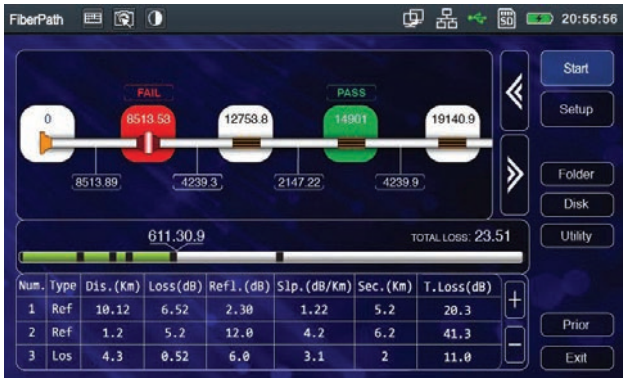 FiberPath
SD
20:55:56
FAIL
PASS
0
8513.53
12753.8
14901
19140.9
8513.89
4239.3
2147.22
4239.9
611.30.9
TOTAL LOSS: 23.51
Num. Type Dis.(Km) Loss(dB) Refl.(dB) Slp.(dB/Km) Sec.(Km) T.Loss(dB)
1 Ref 10.12 6.52 2.30 1.22 5.2 20.3
2 Ref 1.2 5.2 12.0 4.2 6.2 41.3
3 Los 4.3 0.52 6.0 3.1 2 11.0
+
−
Start
Setup
Folder
Disk
Utility
Prior
Exit